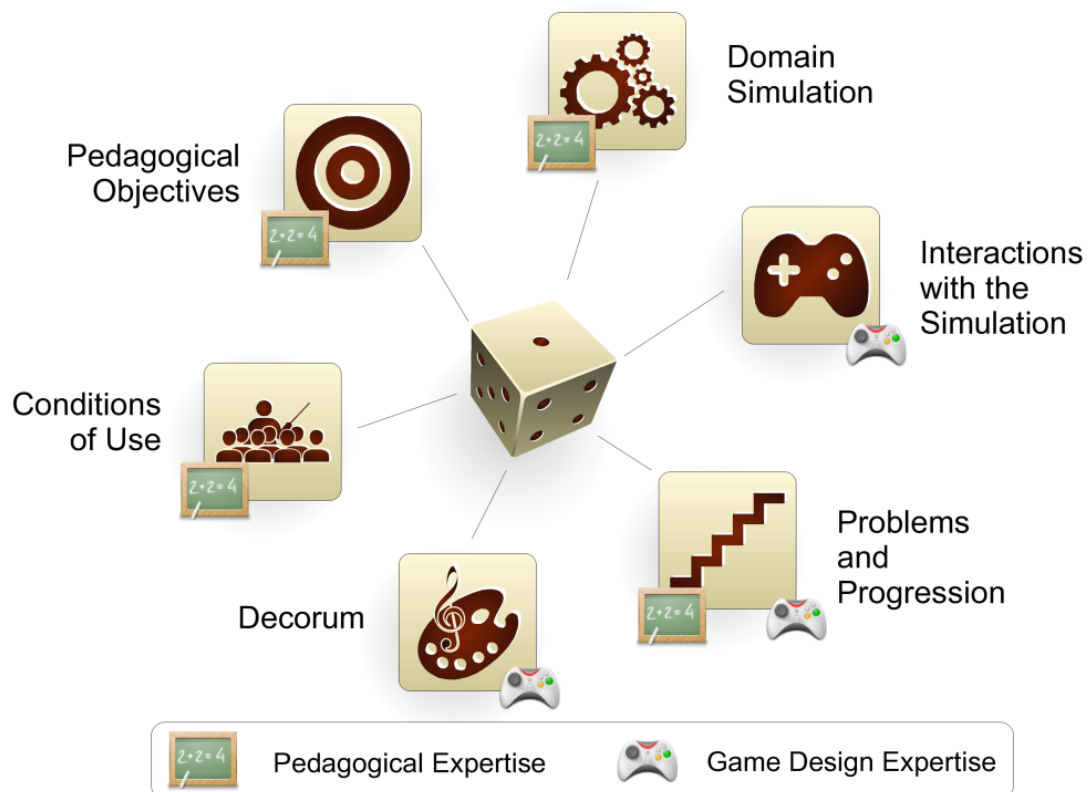 Domain
Simulation
2+2=4
Pedagogical
Objectives
2+2=4
Interactions
with the
Simulation
Conditions
of Use
2+2=4
Problems
and
Progression
2+2=4
Decorum
2+2=4
Pedagogical Expertise
Game Design Expertise